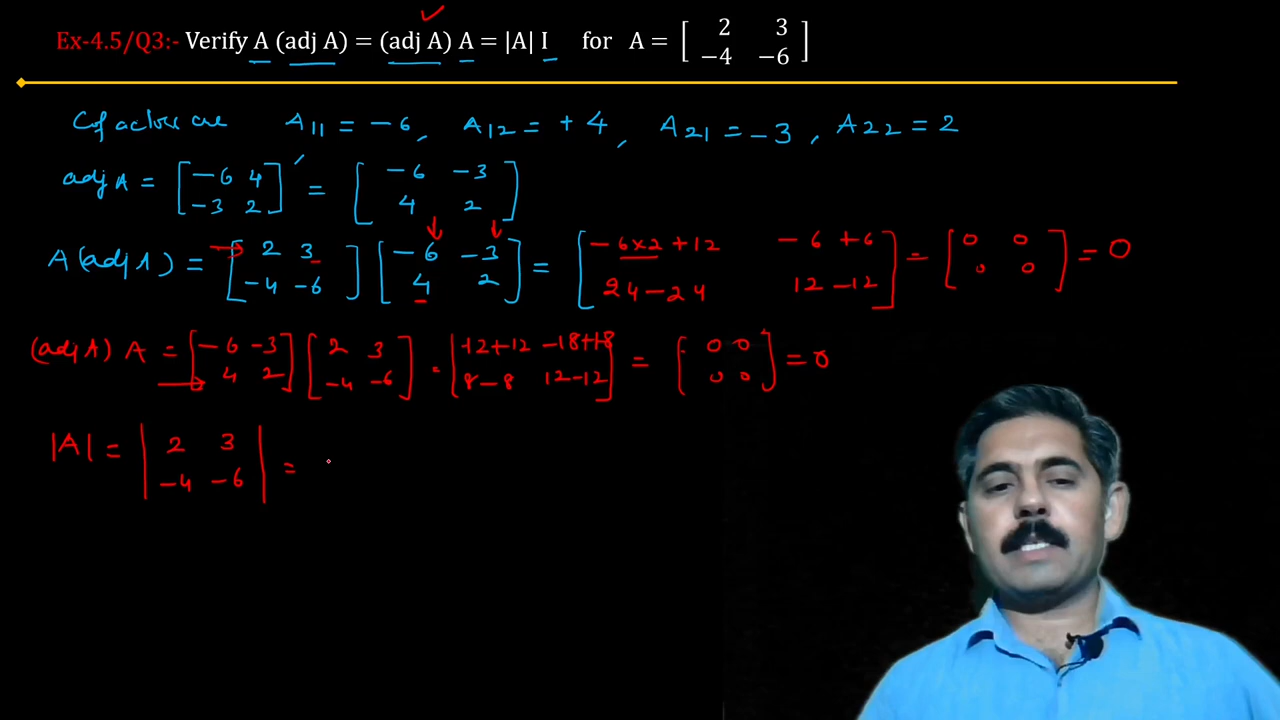 Ex-4.5/Q3:- Verify A (adj A) = (adj A) A = |A| I for A = [ 2 3 −4 −6 ]
Cofactors are A11 = −6, A12 = +4, A21 = −3, A22 = 2
adj A = [ −6 4 −3 2 ]′ = [ −6 −3 4 2 ]
A(adj A) = [ 2 3 −4 −6 ] [ −6 −3 4 2 ] = [ −6×2+12 −6+6 24−24 12−12 ] = [ 0 0 0 0 ] = 0
(adj A) A = [ −6 −3 4 2 ] [ 2 3 −4 −6 ] = [ −12+12 −18+18 8−8 12−12 ] = [ 0 0 0 0 ] = 0
|A| = | 2 3 −4 −6 | =